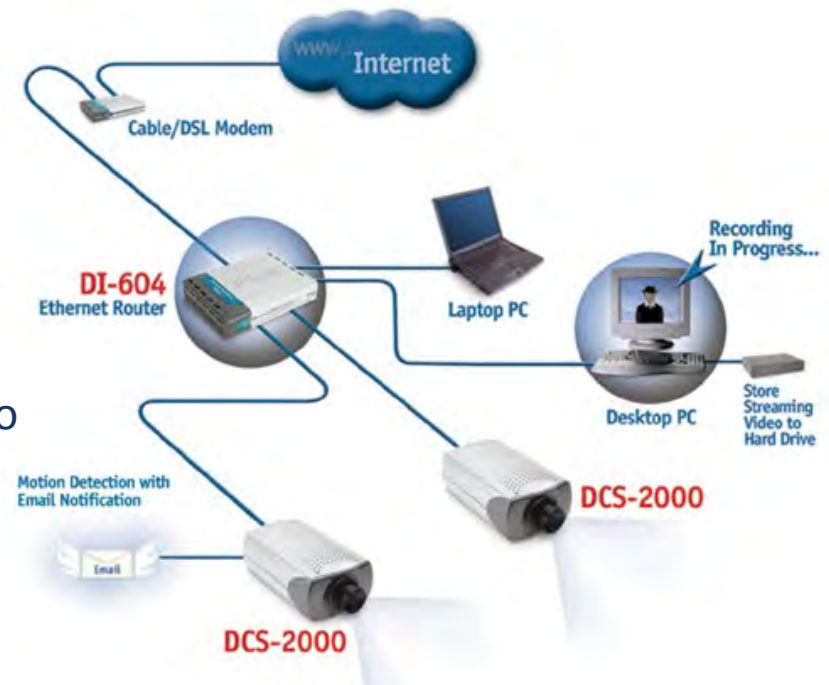 www.
Internet
Cable/DSL Modem
DI-604
Ethernet Router
Laptop PC
Recording
In Progress...
Desktop PC
Store
Streaming
Video to
Hard Drive
o
Motion Detection with
Email Notification
Email
DCS-2000
DCS-2000